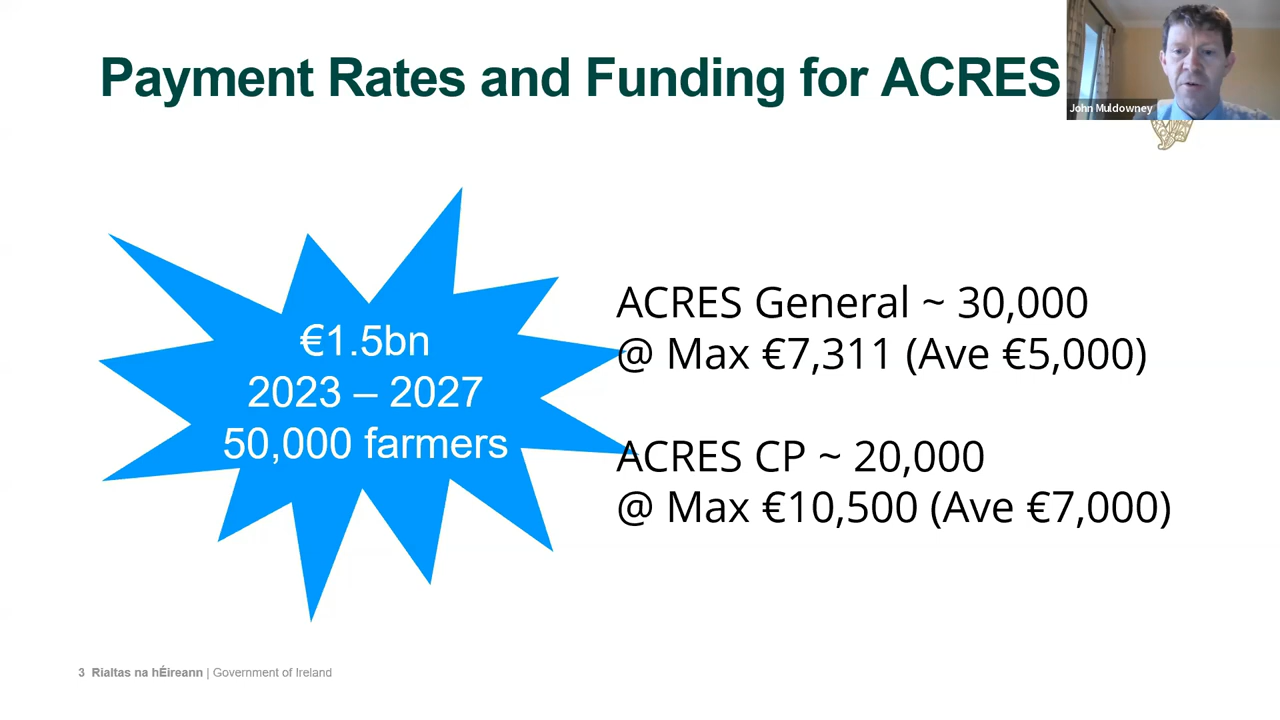 Payment Rates and Funding for ACRES
John Muldowney
€1.5bn
2023 – 2027
50,000 farmers
ACRES General ~ 30,000
@ Max €7,311 (Ave €5,000)
ACRES CP ~ 20,000
@ Max €10,500 (Ave €7,000)
3 Rialtas na hÉireann | Government of Ireland